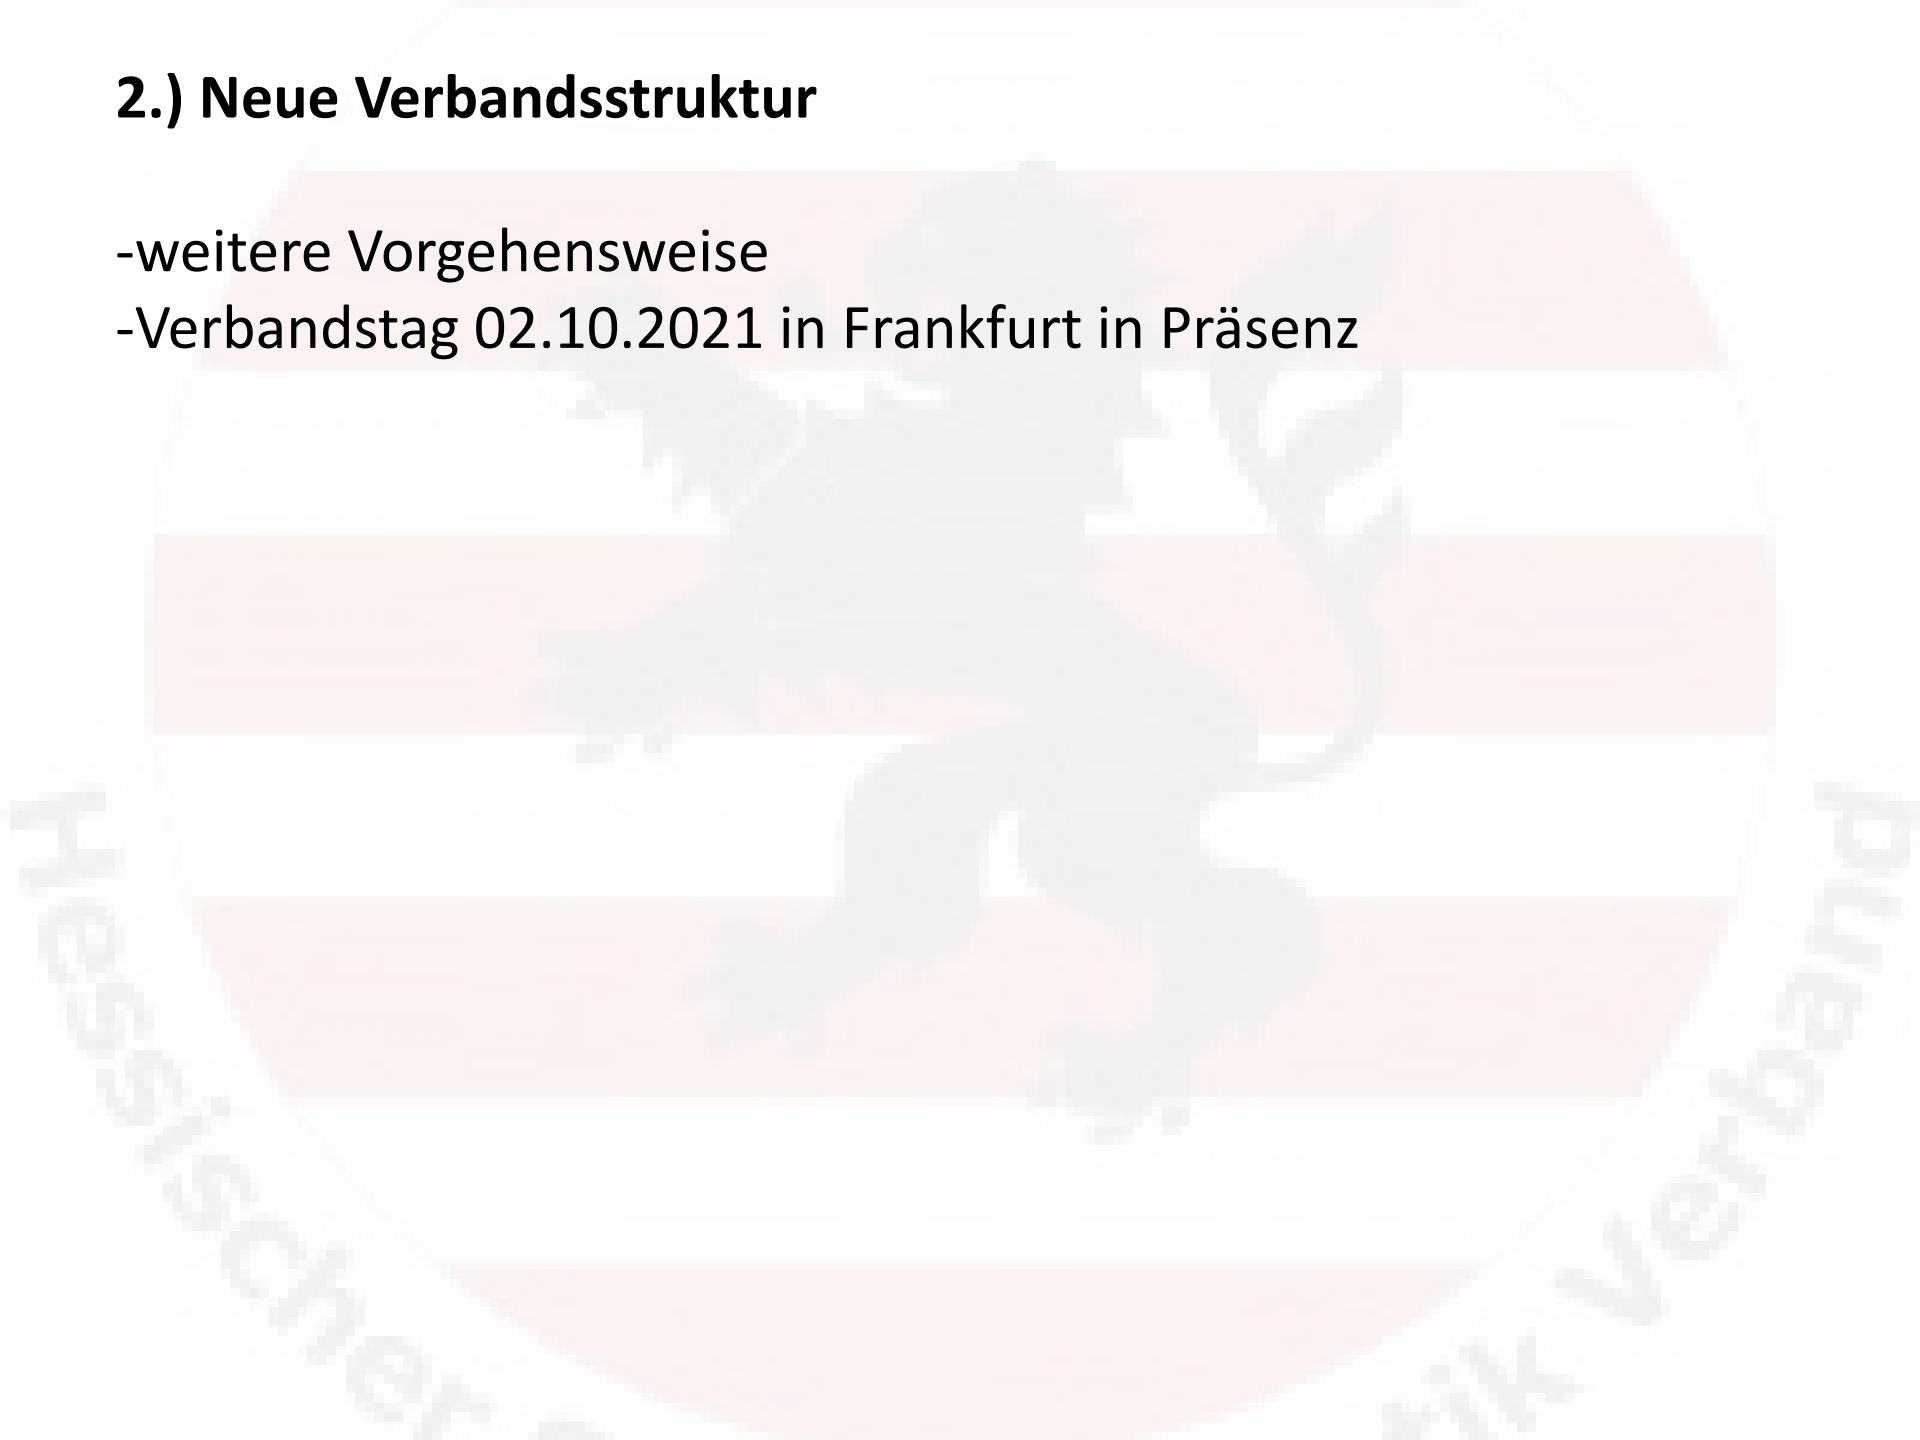 2.) Neue Verbandsstruktur
-weitere Vorgehensweise
-Verbandstag 02.10.2021 in Frankfurt in Präsenz
Hessischer
Verband